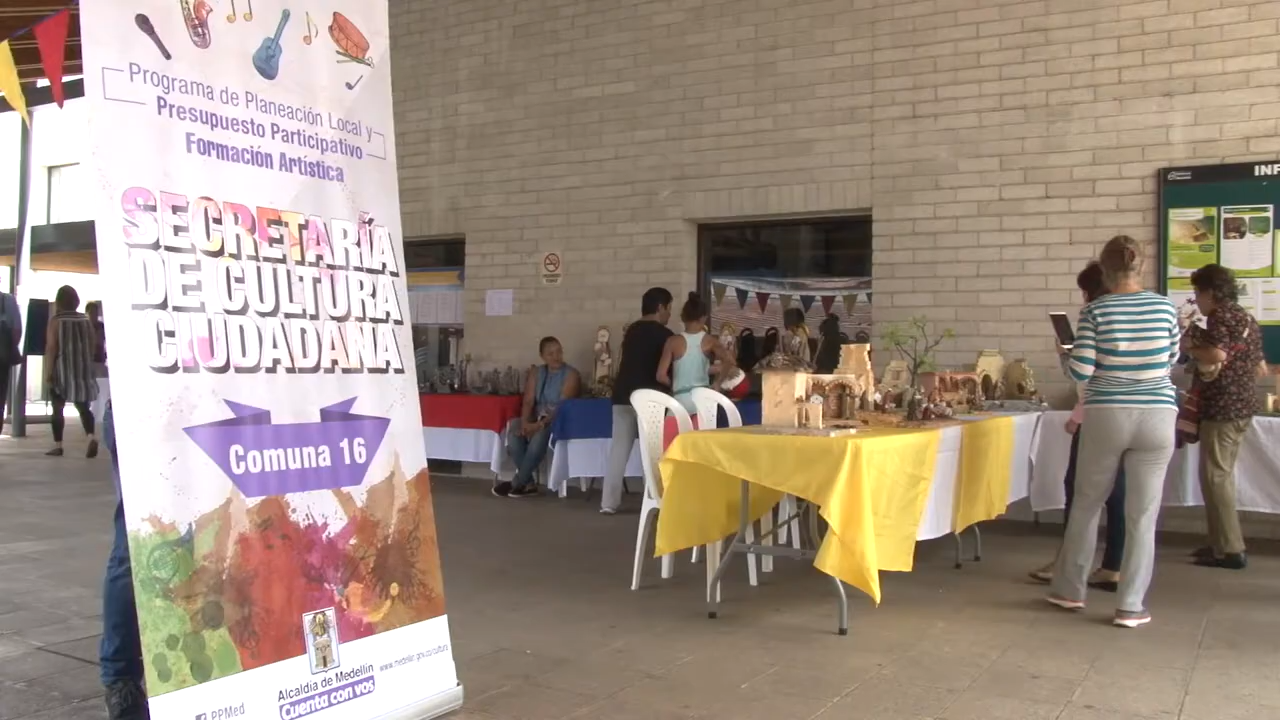 Programa de Planeación Local y
Presupuesto Participativo
Formación Artística
SECRETARÍA
DE CULTURA
CIUDADANA
Comuna 16
Alcaldía de Medellín
Cuenta con vos
www.medellin.gov.co/cultura
PPMed
INF